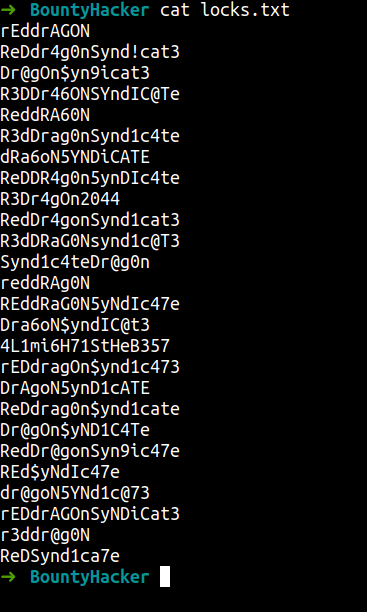 ➜ BountyHacker cat locks.txt
rEddrAGON
ReDdr4g0nSynd!cat3
Dr@gOn$yn9icat3
R3DDr46ONSYndIC@Te
ReddRA60N
R3dDrag0nSynd1c4te
dRa6oN5YNDiCATE
ReDDR4g0n5ynDIc4te
R3Dr4gOn2044
RedDr4gonSynd1cat3
R3dDRaG0Nsynd1c@T3
Synd1c4teDr@g0n
reddRAg0N
REddRaG0N5yNdIc47e
Dra6oN$yndIC@t3
4L1mi6H71StHeB357
rEDdragOn$ynd1c473
DrAgoN5ynD1cATE
ReDdrag0n$ynd1cate
Dr@gOn$yND1C4Te
RedDr@gonSyn9ic47e
REd$yNdIc47e
dr@goN5YNd1c@73
rEDdrAGOnSyNDiCat3
r3ddr@g0N
ReDSynd1ca7e
➜ BountyHacker